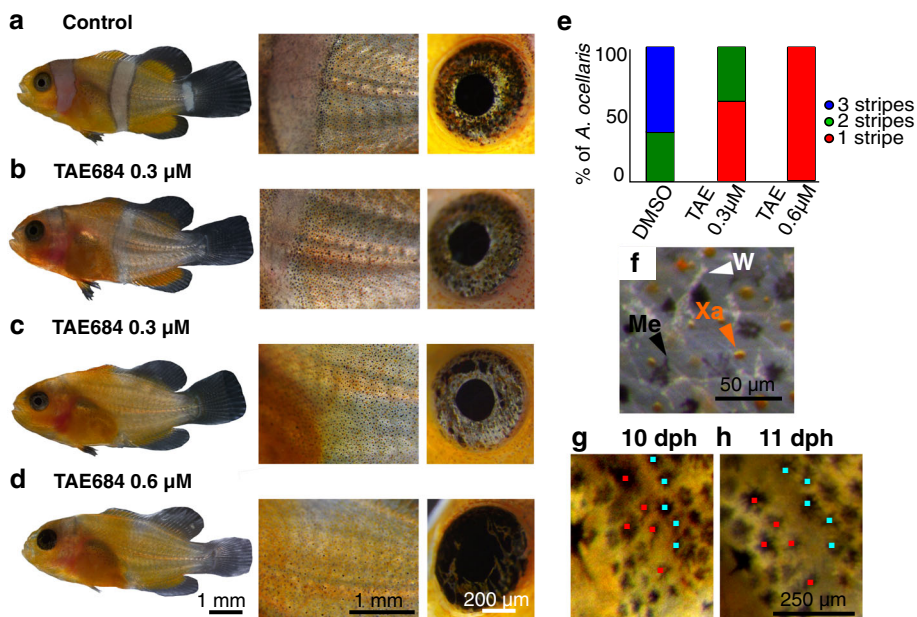 a
Control
b
TAE684 0.3 µM
c
TAE684 0.3 µM
d
TAE684 0.6 µM
1 mm
1 mm
200 µm
e
% of A. ocellaris
100
50
0
DMSO
TAE
0.3µM
TAE
0.6µM
3 stripes
2 stripes
1 stripe
f
W
Xa
Me
50 µm
g
10 dph
h
11 dph
250 µm